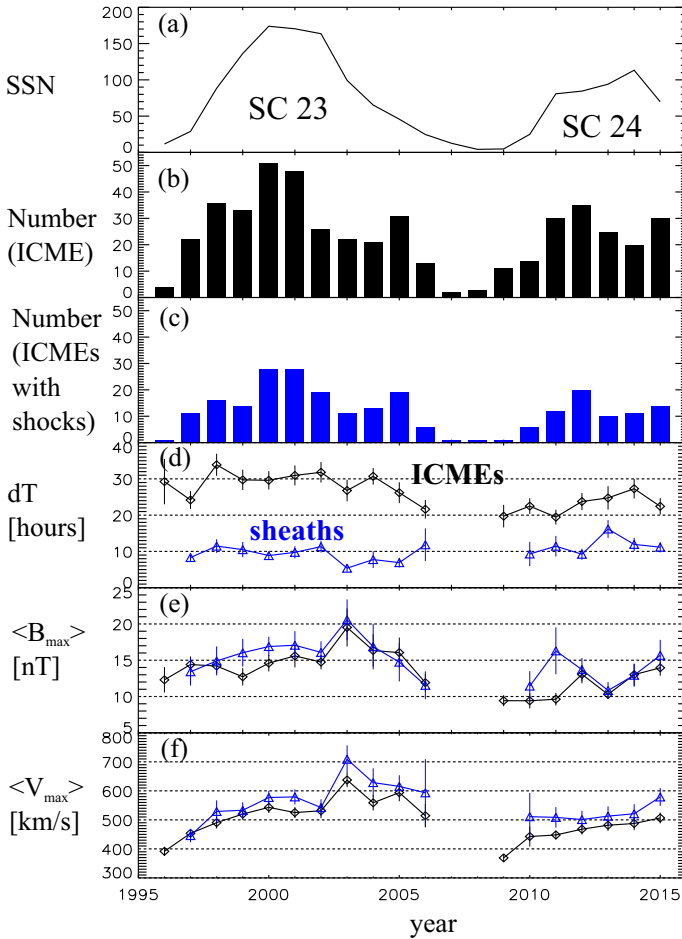 200
(a)
150
SSN
100
SC 23
50
SC 24
0
50
(b)
40
Number
30
(ICME)
20
10
0
Number
50
(c)
(ICMEs
40
with
30
shocks)
20
10
0
40
(d)
ICMEs
dT
30
[hours]
20
sheaths
10
0
25
(e)
<B_max>
20
[nT]
15
10
5
800
(f)
<V_max>
700
[km/s]
600
500
400
300
1995 2000 2005 2010 2015
year